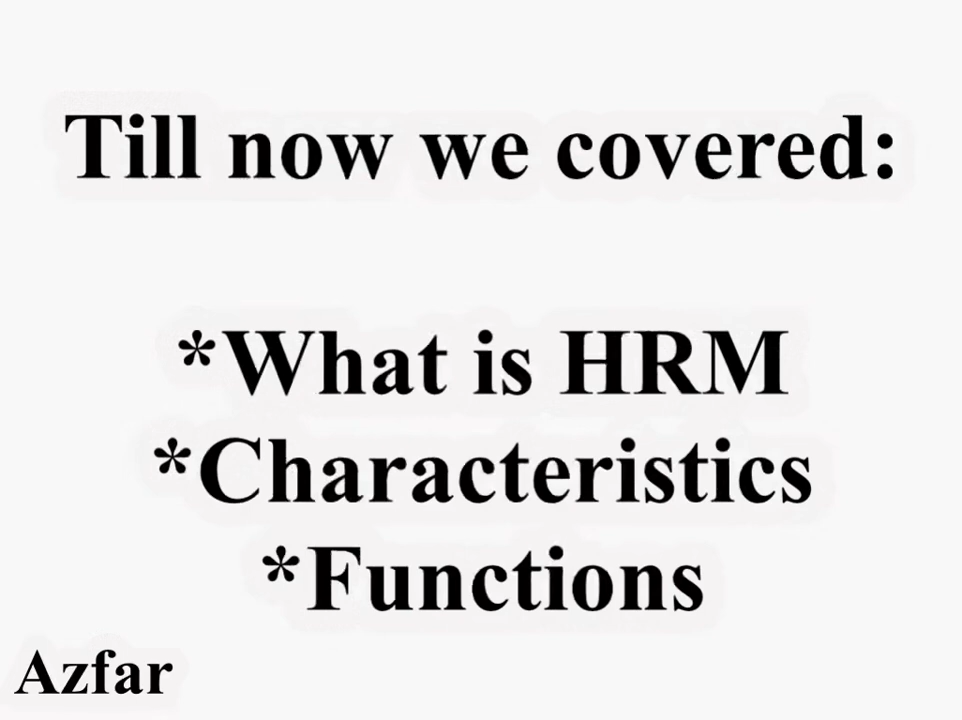 Till now we covered:
*What is HRM
*Characteristics
*Functions
Azfar